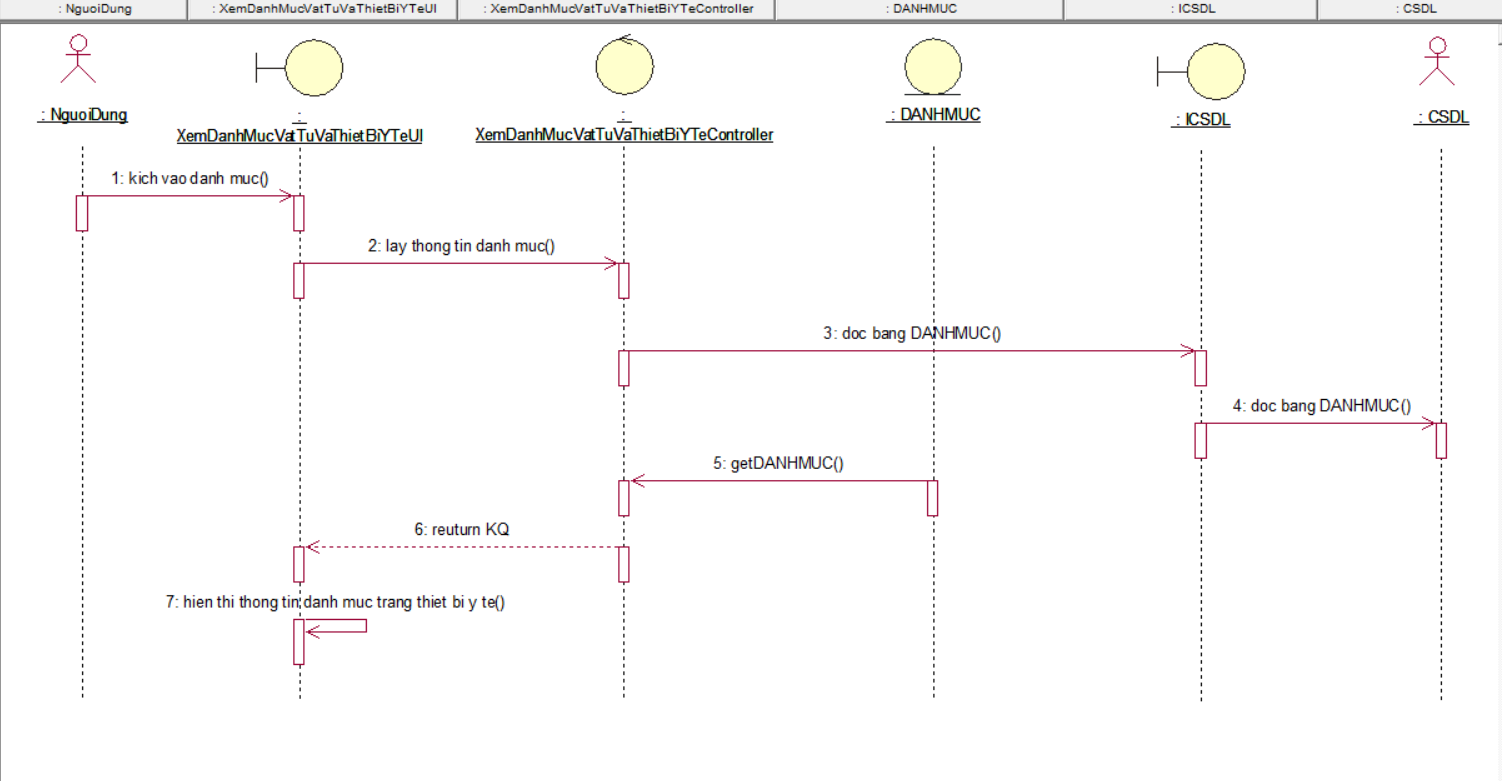 : NguoiDung
: XemDanhMucVatTuVaThietBiYTeUI
: XemDanhMucVatTuVaThietBiYTeController
: DANHMUC
: ICSDL
: CSDL
: NguoiDung
:
XemDanhMucVatTuVaThietBiYTeUI
:
XemDanhMucVatTuVaThietBiYTeController
: DANHMUC
: ICSDL
: CSDL
1: kich vao danh muc()
2: lay thong tin danh muc()
3: doc bang DANHMUC()
4: doc bang DANHMUC()
5: getDANHMUC()
6: reuturn KQ
7: hien thi thong tin danh muc trang thiet bi y te()